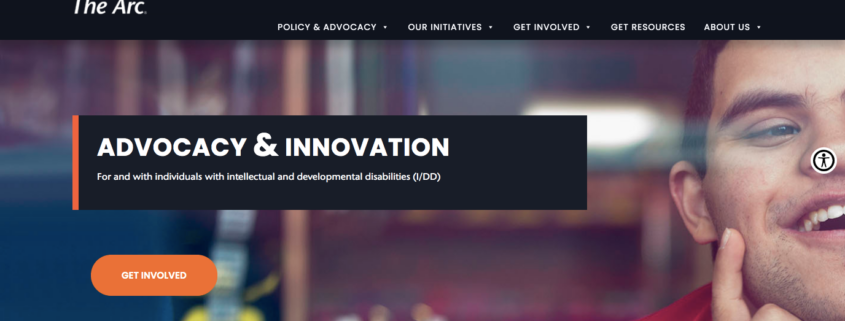 The Arc.
POLICY & ADVOCACY OUR INITIATIVES GET INVOLVED GET RESOURCES ABOUT US
ADVOCACY & INNOVATION
For and with individuals with intellectual and developmental disabilities (I/DD)
GET INVOLVED